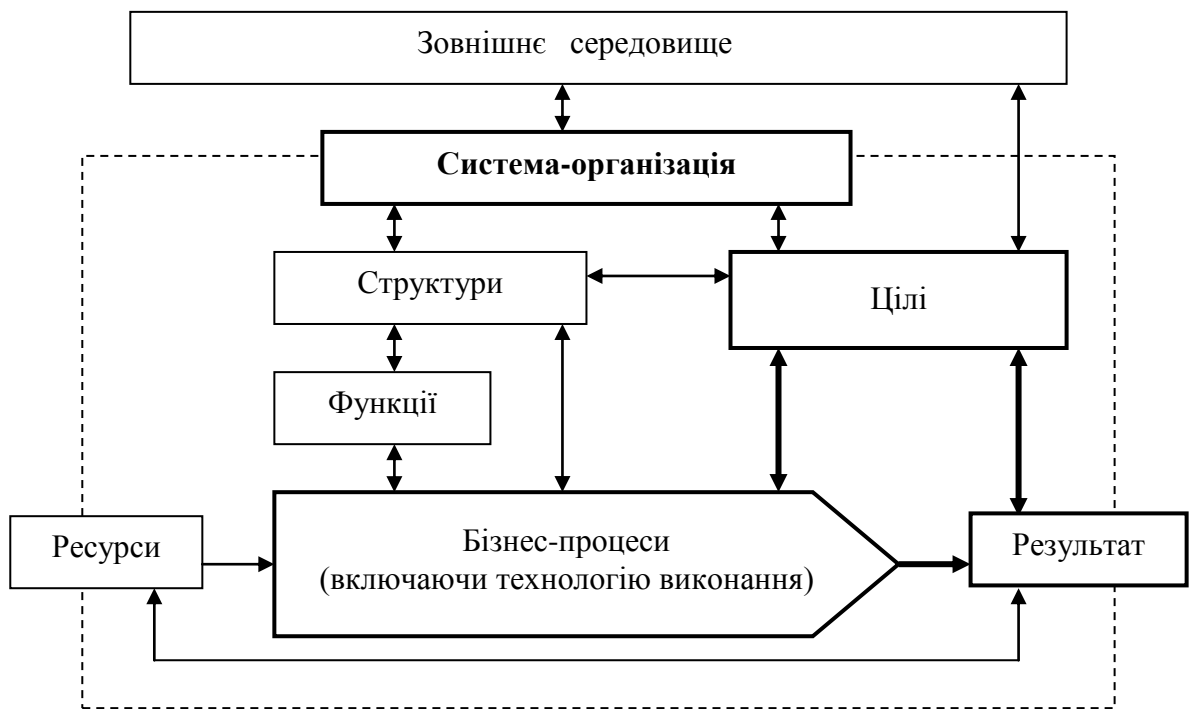 Зовнішнє середовище
Система-організація
Структури
Цілі
Функції
Ресурси
Бізнес-процеси
(включаючи технологію виконання)
Результат